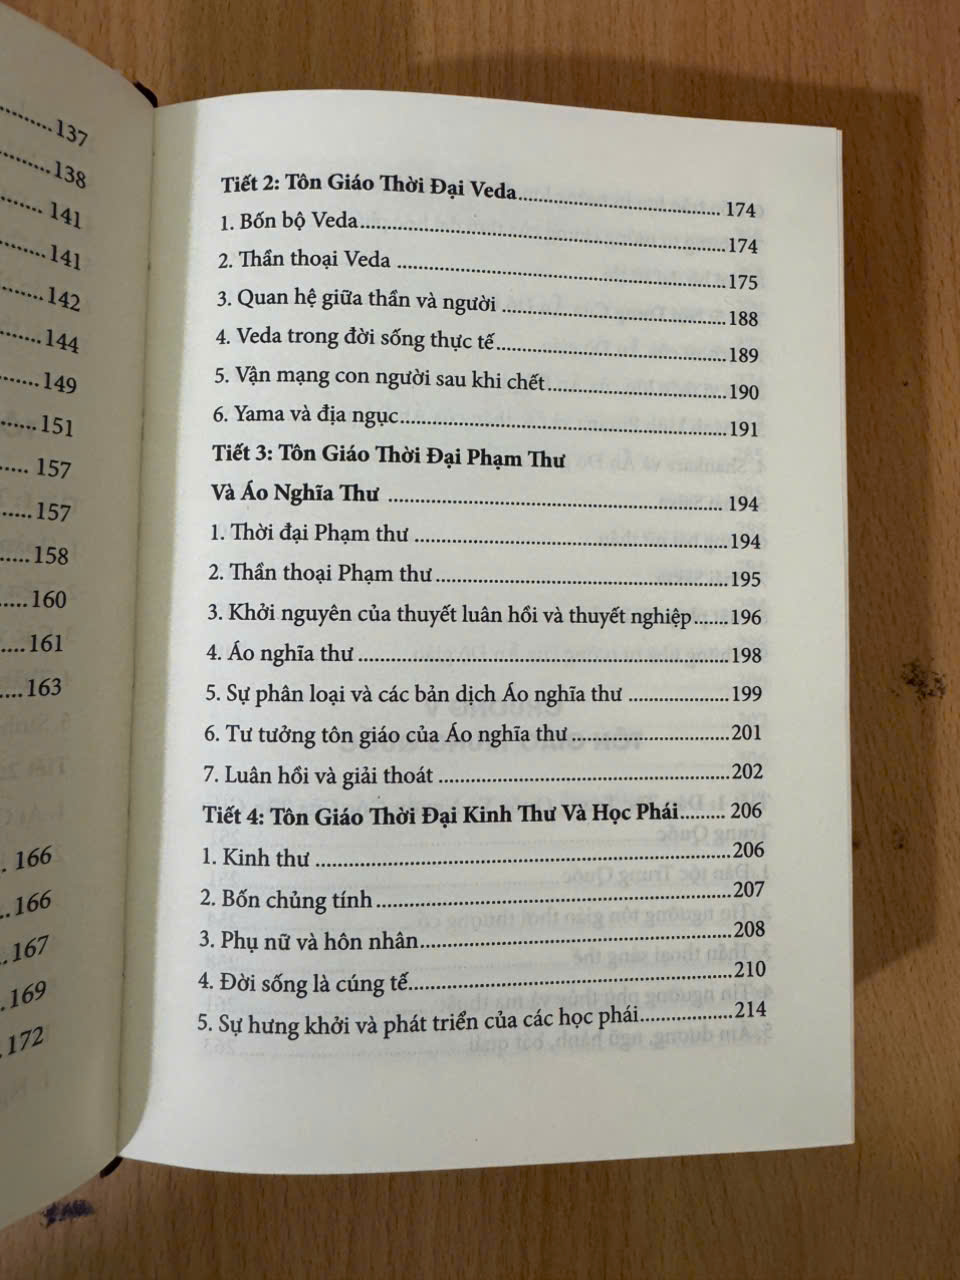 137
138
141
141
142
144
149
151
157
157
158
160
161
163
166
166
167
169
172
Tiết 2: Tôn Giáo Thời Đại Veda 174
1. Bốn bộ Veda 174
2. Thần thoại Veda 175
3. Quan hệ giữa thần và người 188
4. Veda trong đời sống thực tế 189
5. Vận mạng con người sau khi chết 190
6. Yama và địa ngục 191
Tiết 3: Tôn Giáo Thời Đại Phạm Thư
Và Áo Nghĩa Thư 194
1. Thời đại Phạm thư 194
2. Thần thoại Phạm thư 195
3. Khởi nguyên của thuyết luân hồi và thuyết nghiệp 196
4. Áo nghĩa thư 198
5. Sự phân loại và các bản dịch Áo nghĩa thư 199
6. Tư tưởng tôn giáo của Áo nghĩa thư 201
7. Luân hồi và giải thoát 202
Tiết 4: Tôn Giáo Thời Đại Kinh Thư Và Học Phái 206
1. Kinh thư 206
2. Bốn chủng tính 207
3. Phụ nữ và hôn nhân 208
4. Đời sống là cúng tế 210
5. Sự hưng khởi và phát triển của các học phái 214